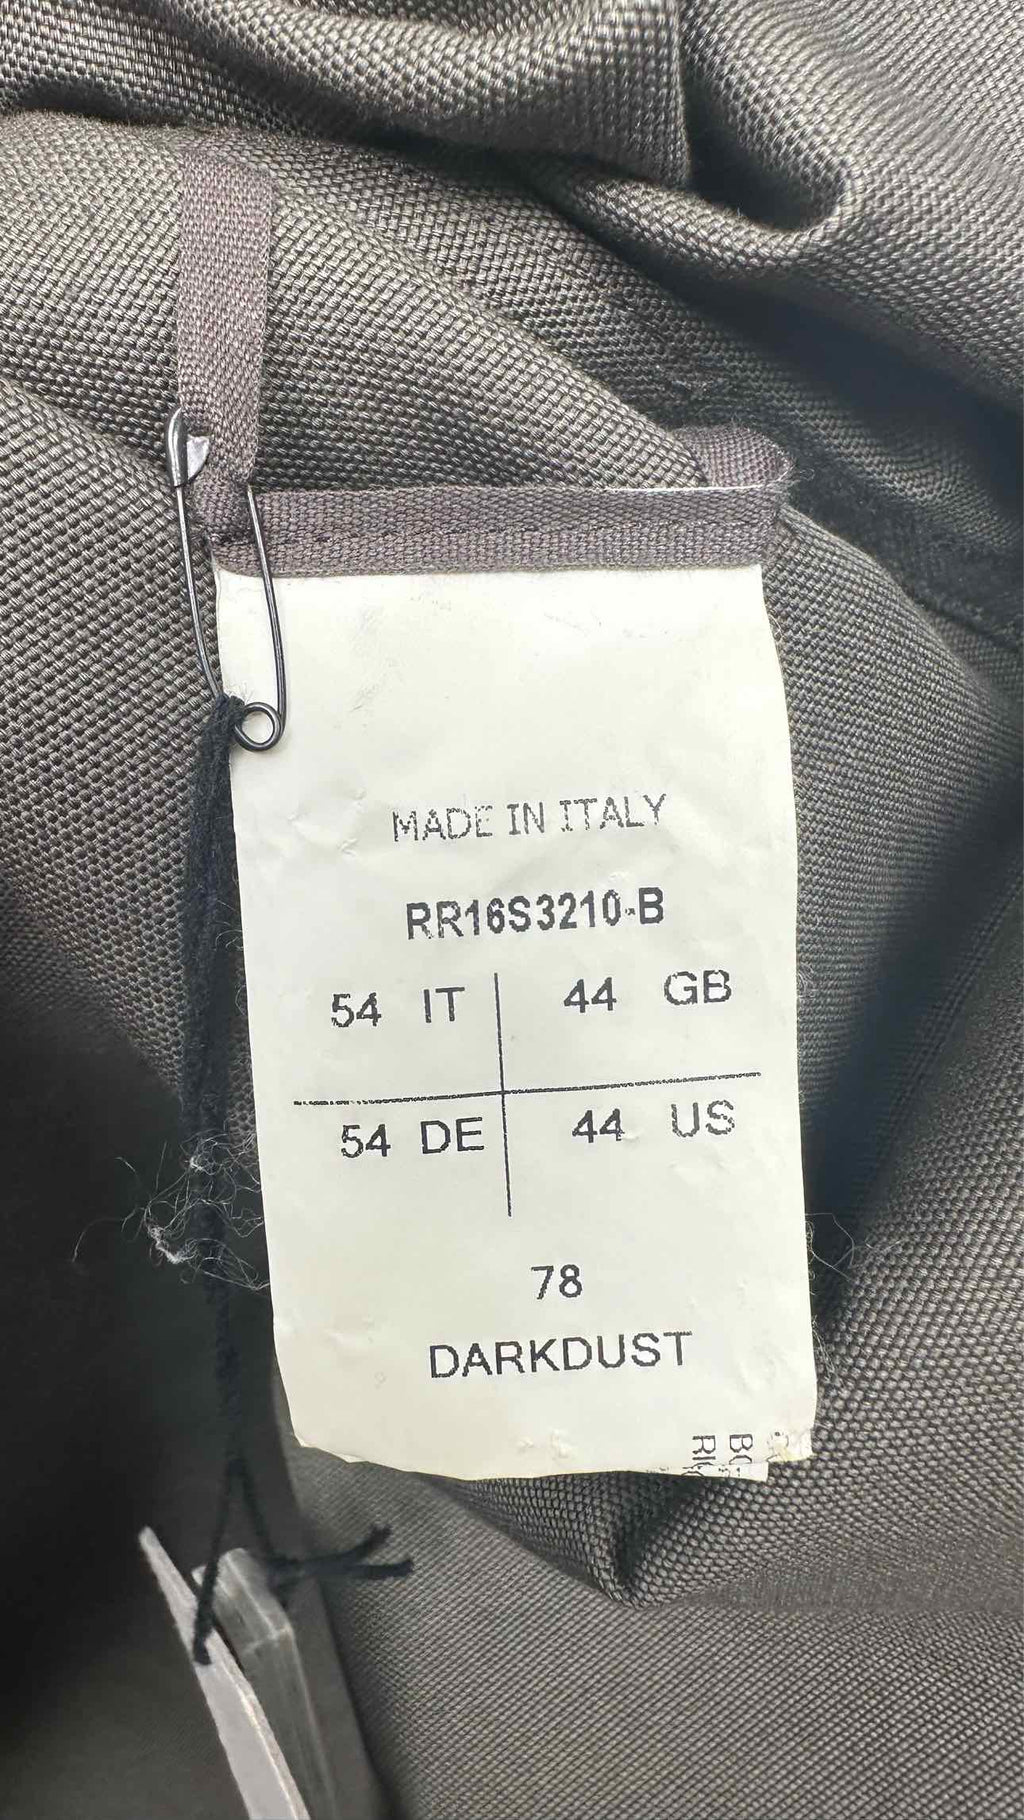 MADE IN ITALY
RR16S3210-B
54 IT 44 GB
54 DE 44 US
78
DARKDUST